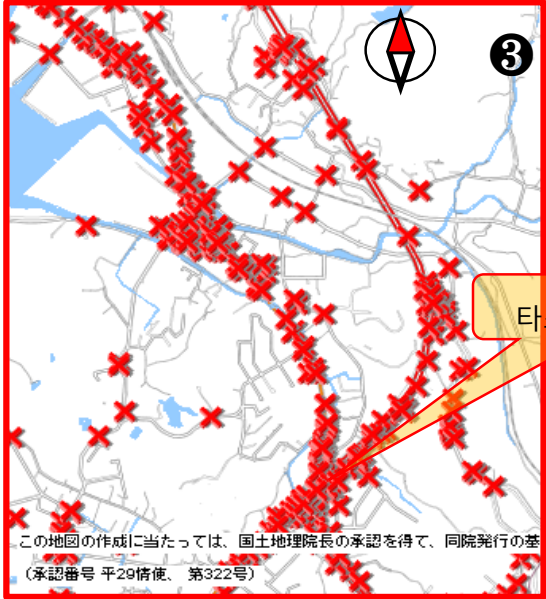 ❸
タ
この地図の作成に当たっては、国土地理院長の承認を得て、同院発行の基
（承認番号 平29情使、 第322号）